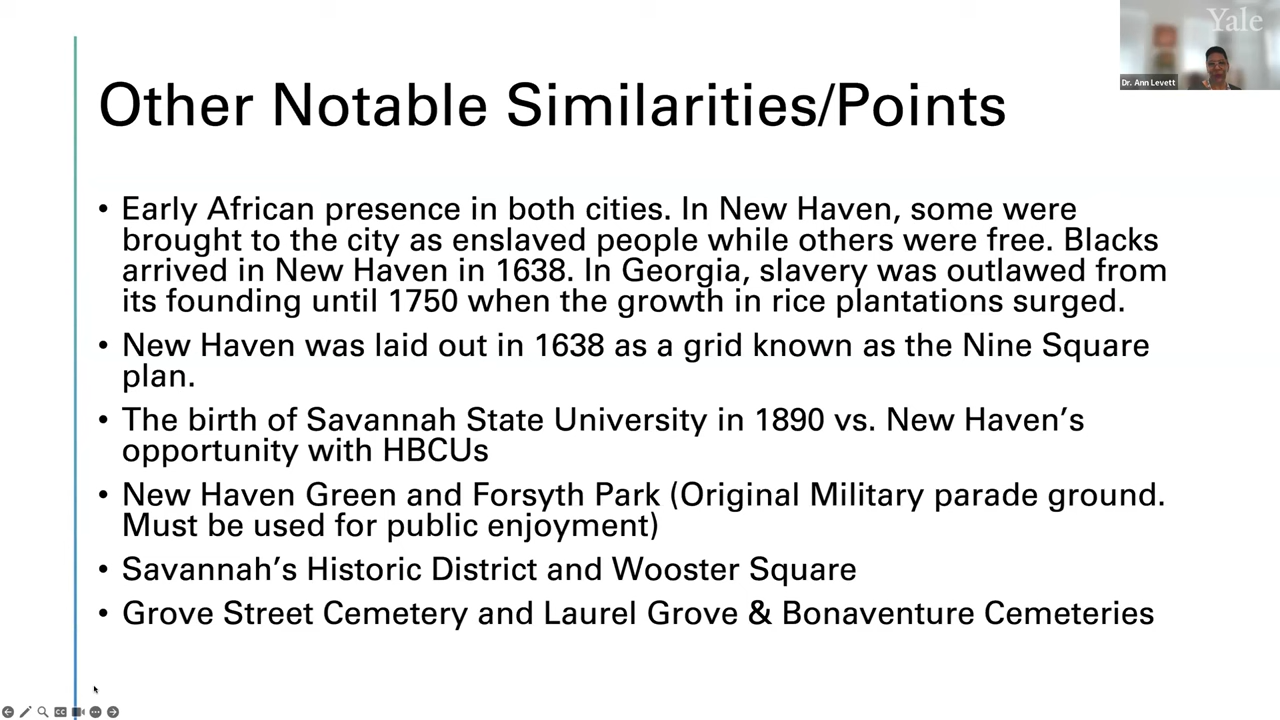 Yale
Dr. Ann Levett
Other Notable Similarities/Points
• Early African presence in both cities. In New Haven, some were
brought to the city as enslaved people while others were free. Blacks
arrived in New Haven in 1638. In Georgia, slavery was outlawed from
its founding until 1750 when the growth in rice plantations surged.
• New Haven was laid out in 1638 as a grid known as the Nine Square
plan.
• The birth of Savannah State University in 1890 vs. New Haven’s
opportunity with HBCUs
• New Haven Green and Forsyth Park (Original Military parade ground.
Must be used for public enjoyment)
• Savannah’s Historic District and Wooster Square
• Grove Street Cemetery and Laurel Grove & Bonaventure Cemeteries
CC